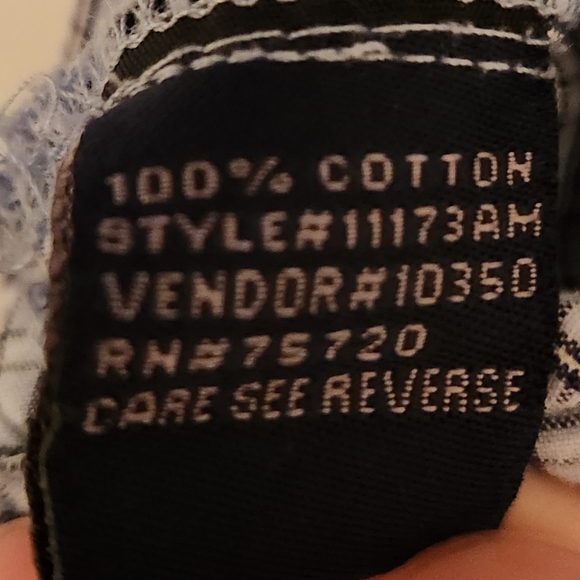 100% COTTON
STYLE#11173AM
VENDOR#10350
RN#75720
CARE SEE REVERSE